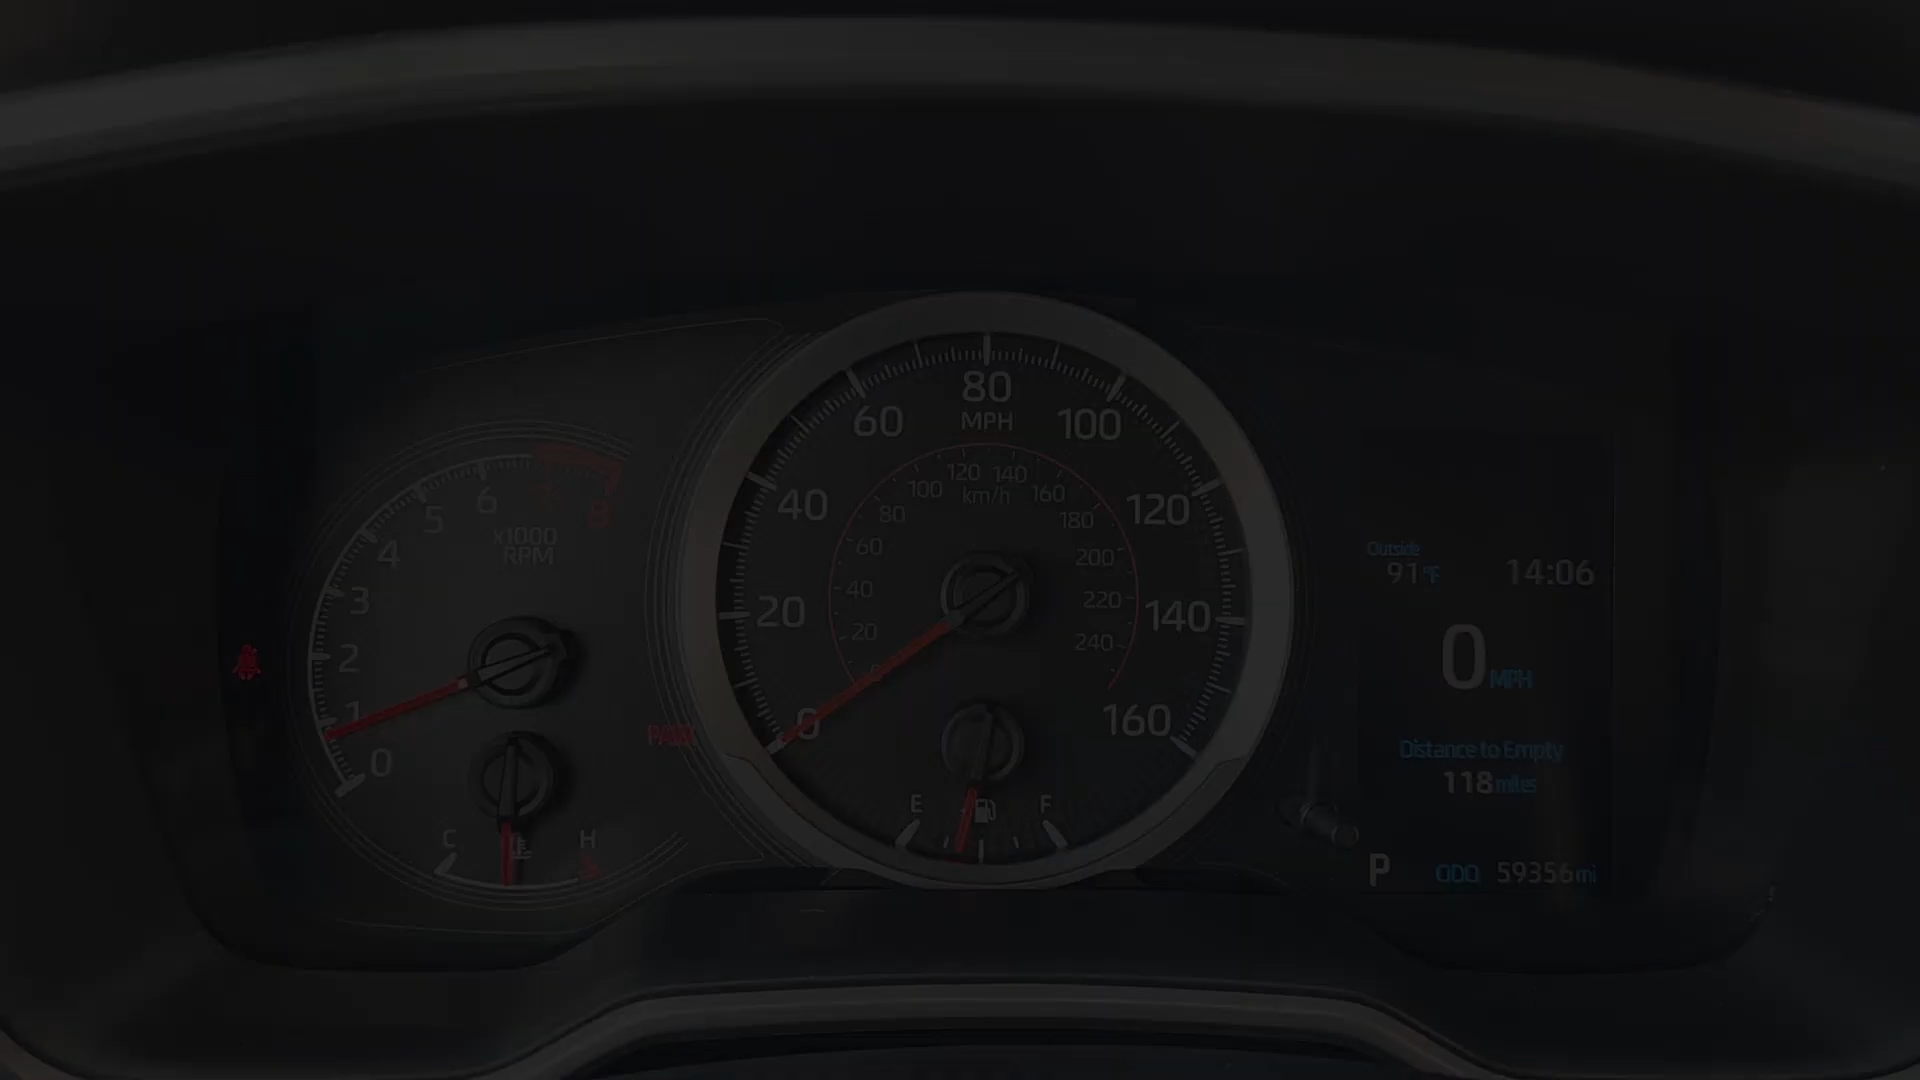 8
6
5
4
3
2
1
0
x1000
RPM
C
H
80
MPH
60
100
40
120
20
140
0
160
120
140
100
km/h
160
80
180
60
200
40
220
20
240
E
F
Outside
91°F
14:06
0 MPH
Distance to Empty
118 miles
P
ODO 59356 mi